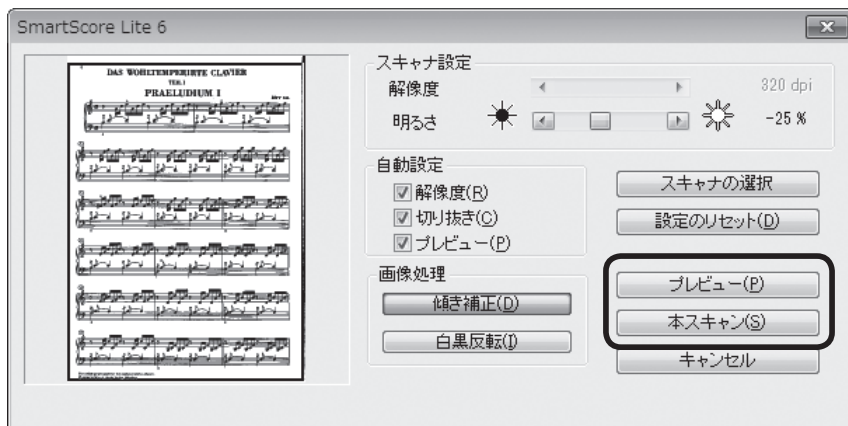 SmartScore Lite 6
DAS WOHLTEMPERIRTE CLAVIER
TEIL I
PRAELUDIUM I
スキャナ設定
解像度
320 dpi
明るさ
-25 %
自動設定
解像度(R)
切り抜き(C)
プレビュー(P)
画像処理
傾き補正(D)
白黒反転(I)
スキャナの選択
設定のリセット(D)
プレビュー(P)
本スキャン(S)
キャンセル